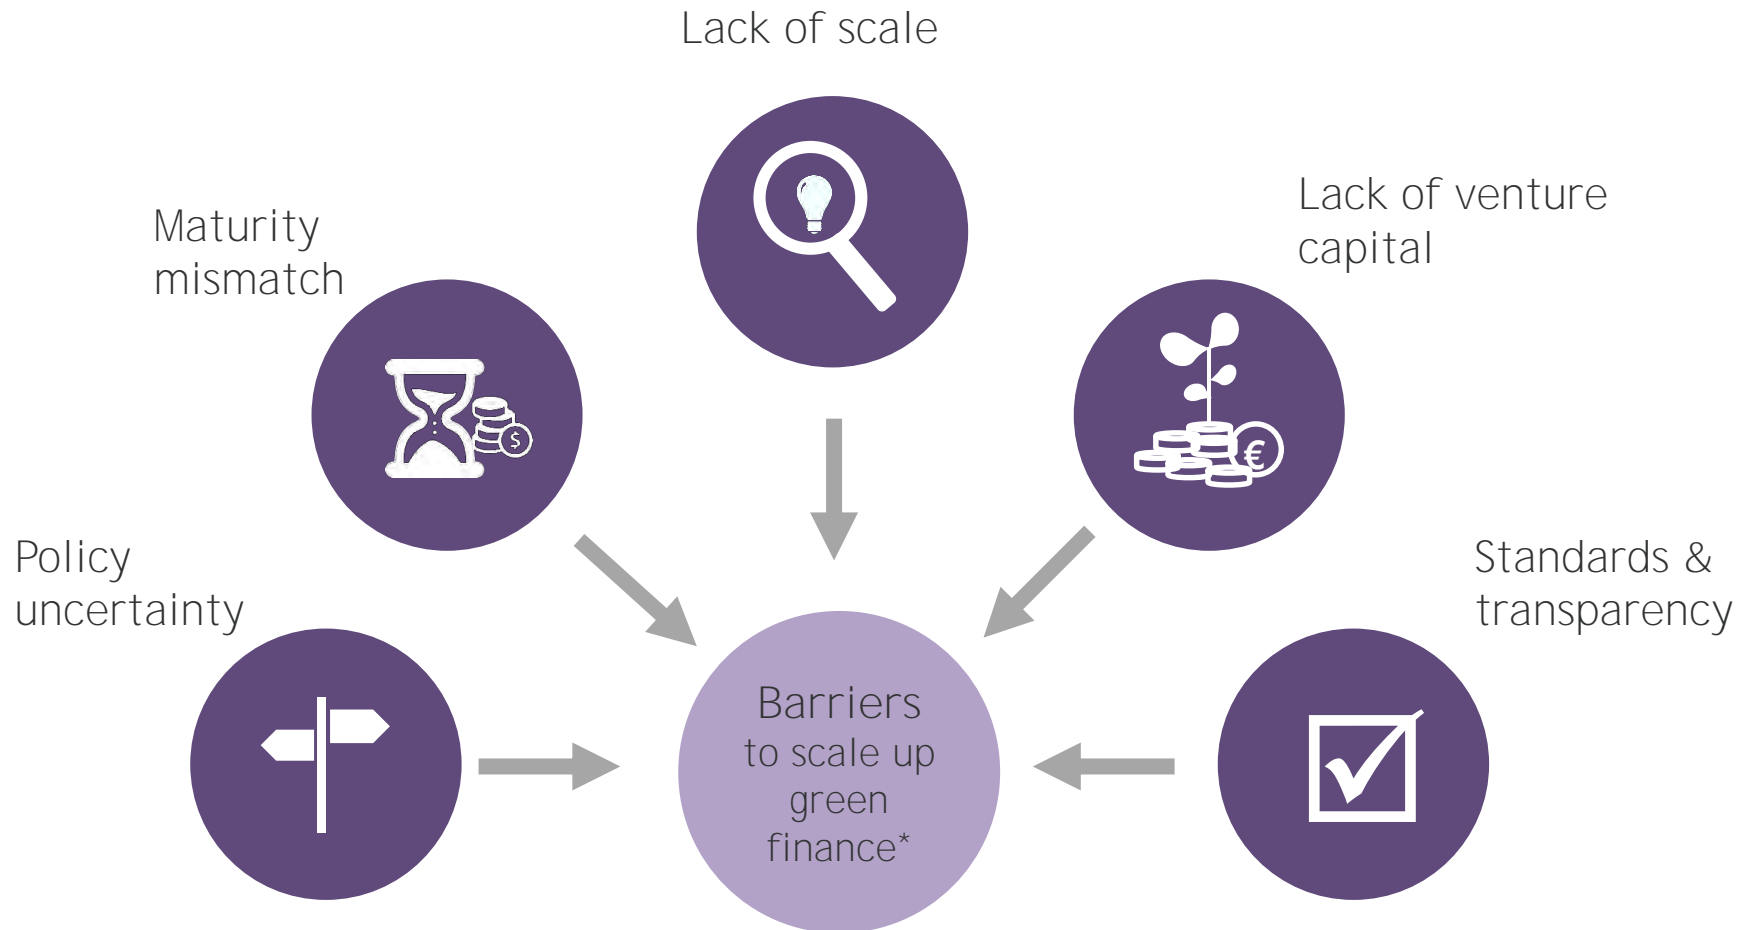 Lack of scale
Lack of venture
capital
Maturity
mismatch
$
€
Policy
uncertainty
Standards &
transparency
Barriers
to scale up
green
finance*